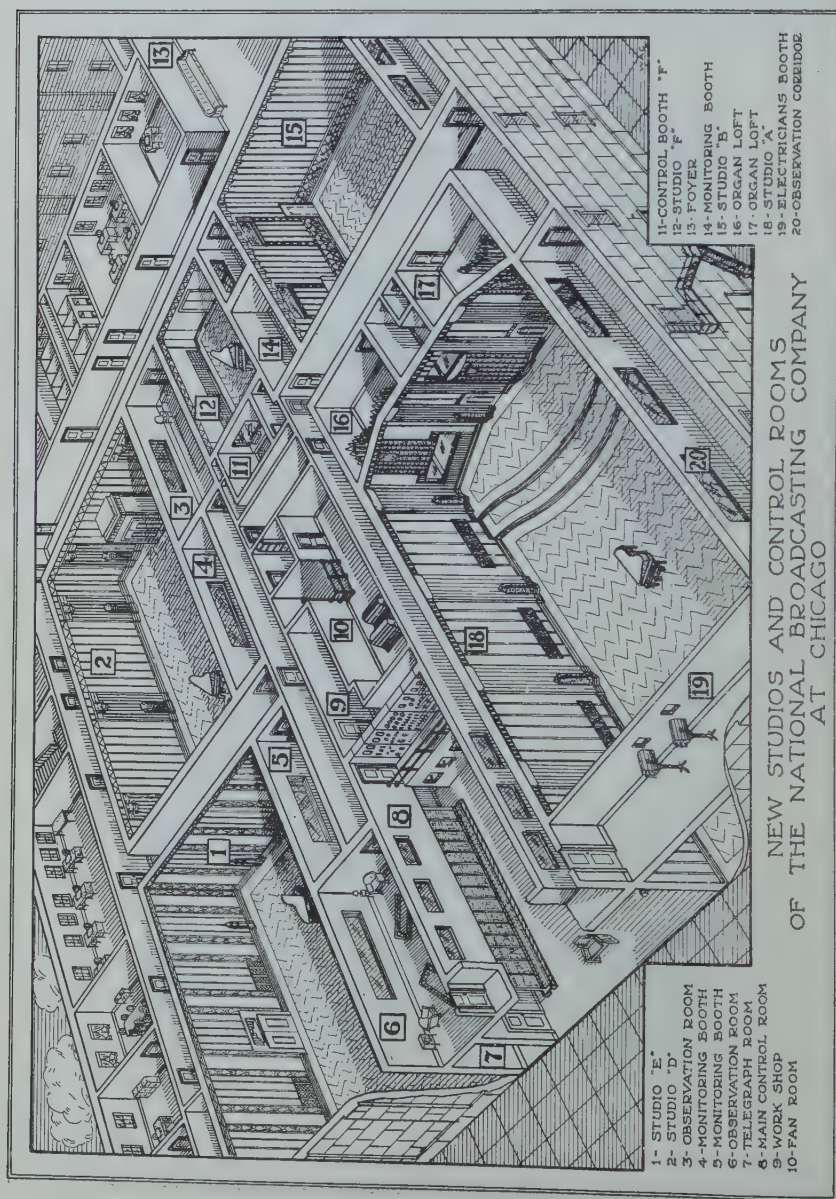 1- STUDIO "E"
2- STUDIO "D"
3- OBSERVATION ROOM
4- MONITORING BOOTH
5- MONITORING BOOTH
6- OBSERVATION ROOM
7- TELEGRAPH ROOM
8- MAIN CONTROL ROOM
9- WORK SHOP
10- FAN ROOM
11- CONTROL BOOTH "F"
12- STUDIO "F"
13- FOYER
14- MONITORING BOOTH
15- STUDIO "B"
16- ORGAN LOFT
17- ORGAN LOFT
18- STUDIO "A"
19- ELECTRICIANS BOOTH
20- OBSERVATION CORRIDOR
NEW STUDIOS AND CONTROL ROOMS
OF THE NATIONAL BROADCASTING COMPANY
AT CHICAGO
1
2
3
4
5
6
7
8
9
10
11
12
13
14
15
16
17
18
19
20